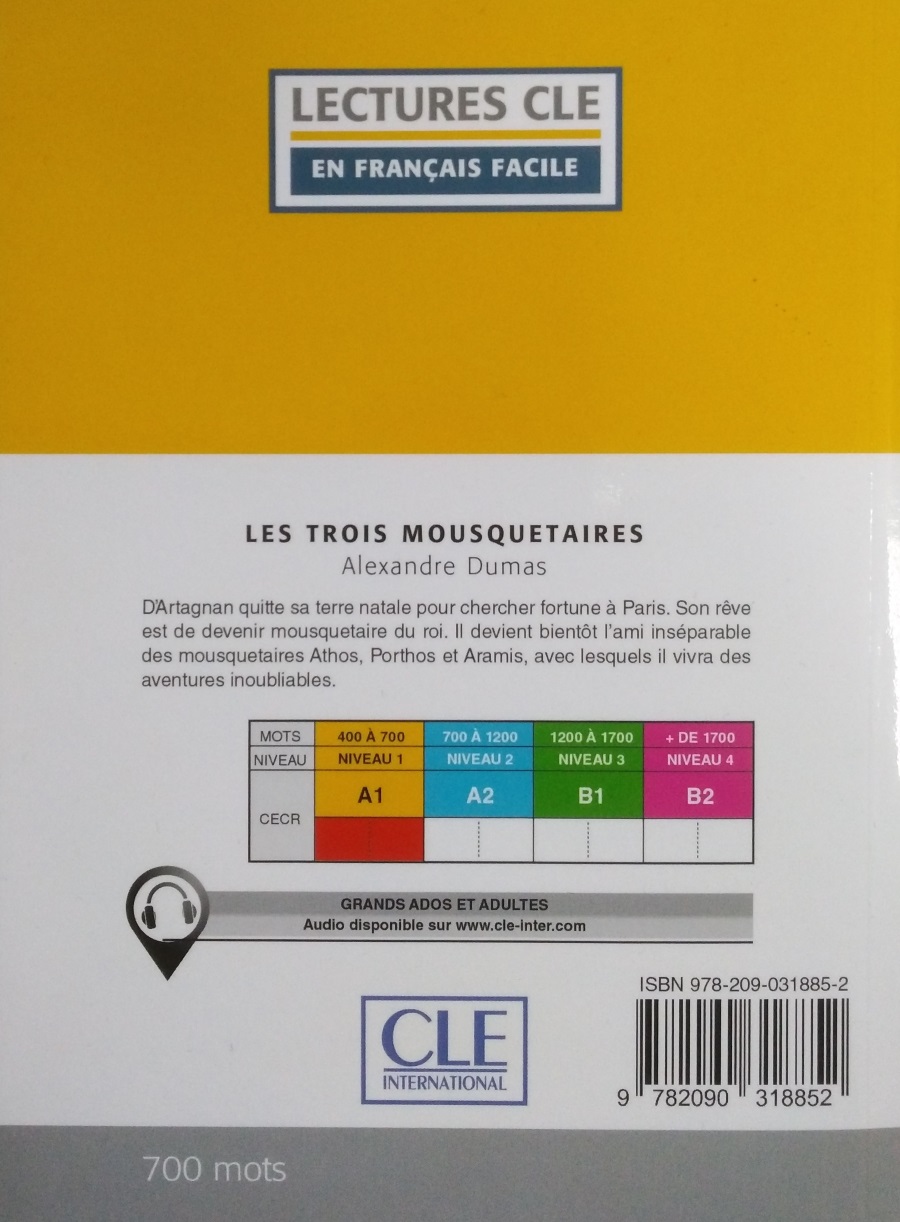 LECTURES CLE
EN FRANÇAIS FACILE
LES TROIS MOUSQUETAIRES
Alexandre Dumas
D'Artagnan quitte sa terre natale pour chercher fortune à Paris. Son rêve
est de devenir mousquetaire du roi. Il devient bientôt l'ami inséparable
des mousquetaires Athos, Porthos et Aramis, avec lesquels il vivra des
aventures inoubliables.
MOTS 400 À 700 700 À 1200 1200 À 1700 + DE 1700
NIVEAU NIVEAU 1 NIVEAU 2 NIVEAU 3 NIVEAU 4
CECR A1 A2 B1 B2
GRANDS ADOS ET ADULTES
Audio disponible sur www.cle-inter.com
ISBN 978-209-031885-2
CLE
INTERNATIONAL
9 782090 318852
700 mots